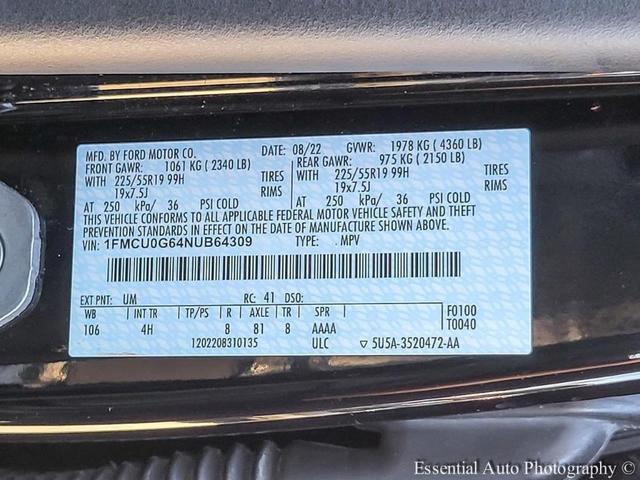 MFD. BY FORD MOTOR CO. DATE: 08/22 GVWR: 1978 KG ( 4360 LB)
FRONT GAWR: 1061 KG ( 2340 LB) REAR GAWR: 975 KG ( 2150 LB)
WITH 225/55R19 99H TIRES WITH 225/55R19 99H TIRES
19x7.5J RIMS 19x7.5J RIMS
AT 250 kPa/ 36 PSI COLD AT 250 kPa/ 36 PSI COLD
THIS VEHICLE CONFORMS TO ALL APPLICABLE FEDERAL MOTOR VEHICLE SAFETY AND THEFT
PREVENTION STANDARDS IN EFFECT ON THE DATE OF MANUFACTURE SHOWN ABOVE.
VIN: 1FMCU0G64NUB64309 TYPE: MPV
EXT PNT: UM RC: 41 DSO:
WB INT TR TP/PS R AXLE TR SPR F0100
106 4H 8 81 8 AAAA T0040
1202208310135 ULC ▽ 5U5A-3520472-AA
Essential Auto Photography ©